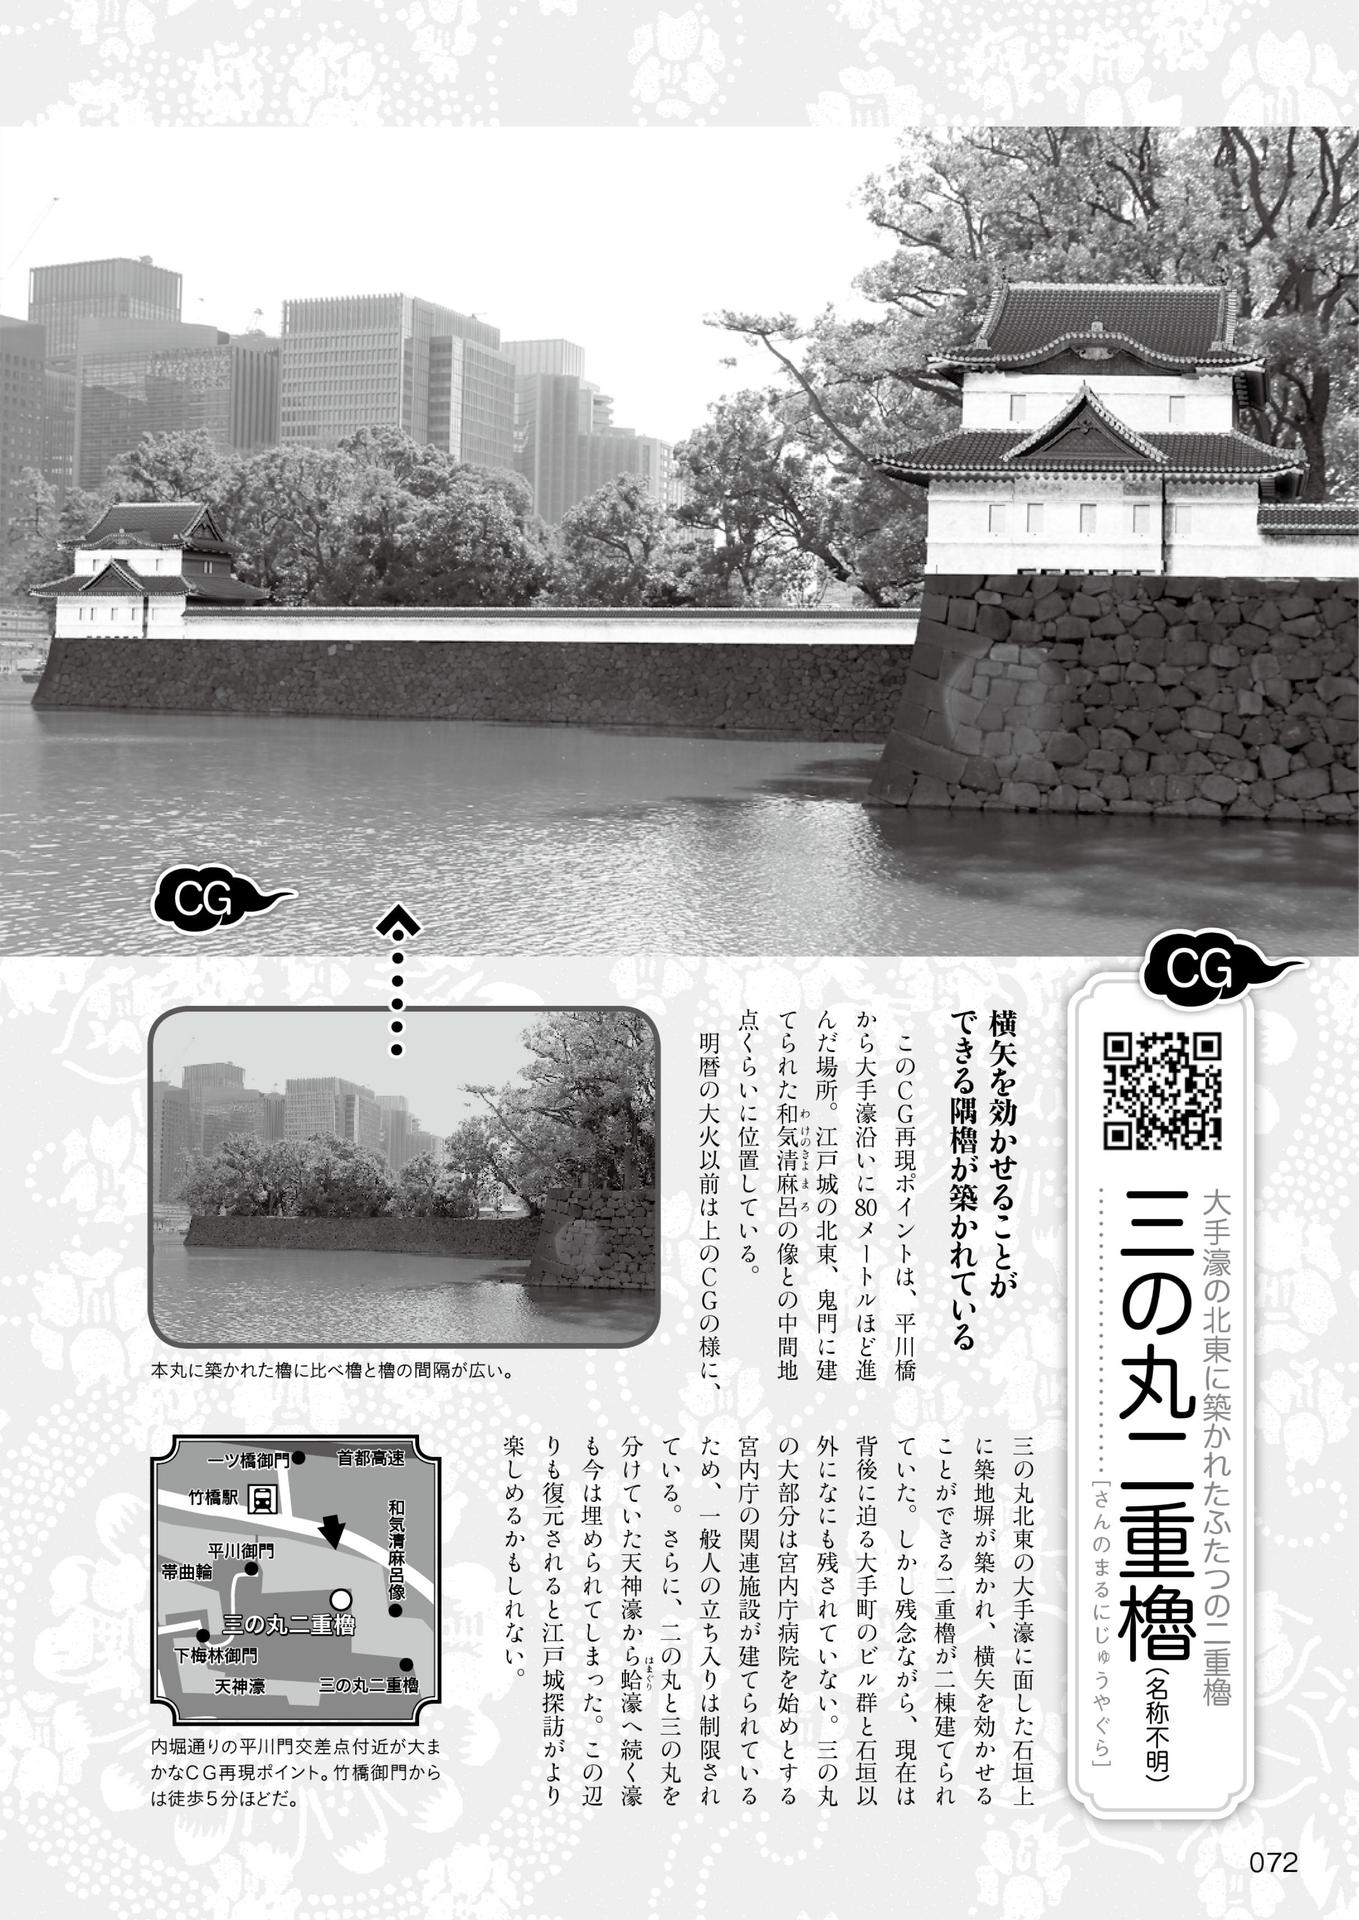 CG
CG
大手濠の北東に築かれたふたつの二重櫓
三の丸二重櫓（名称不明）
［さんのまるにじゅうやぐら］
横矢を効かせることが
できる隅櫓が築かれている
このＣＧ再現ポイントは、平川橋
から大手濠沿いに80メートルほど進
んだ場所。江戸城の北東、鬼門に建
てられた和気清麻呂の像との中間地
わけのきよまろ
点くらいに位置している。
明暦の大火以前は上のＣＧの様に、
三の丸北東の大手濠に面した石垣上
に築地塀が築かれ、横矢を効かせる
ことができる二重櫓が二棟建てられ
ていた。しかし残念ながら、現在は
背後に迫る大手町のビル群と石垣以
外になにも残されていない。三の丸
の大部分は宮内庁病院を始めとする
宮内庁の関連施設が建てられている
ため、一般人の立ち入りは制限され
ている。さらに、二の丸と三の丸を
分けていた天神濠から蛤濠へ続く濠
はまぐり
も今は埋められてしまった。この辺
りも復元されると江戸城探訪がより
楽しめるかもしれない。
本丸に築かれた櫓に比べ櫓と櫓の間隔が広い。
一ツ橋御門
首都高速
竹橋駅
和気清麻呂像
平川御門
帯曲輪
三の丸二重櫓
下梅林御門
天神濠
三の丸二重櫓
内堀通りの平川門交差点付近が大ま
かなＣＧ再現ポイント。竹橋御門から
は徒歩5分ほどだ。
072